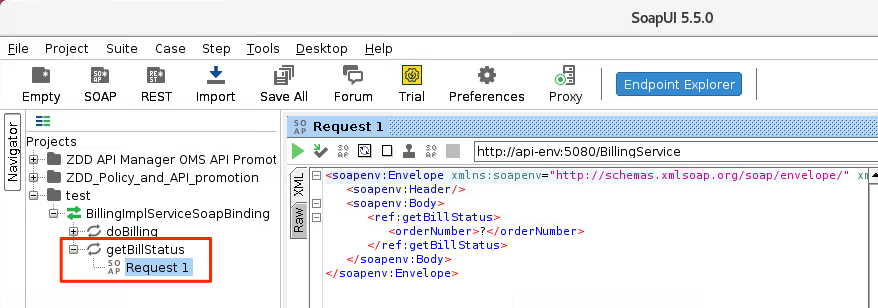 SoapUI 5.5.0
File Project Suite Case Step Tools Desktop Help
Empty SOAP REST Import Save All Forum Trial Preferences Proxy Endpoint Explorer
Navigator
Projects
ZDD API Manager OMS API Promot
ZDD_Policy_and_API_promotion
test
BillingImplServiceSoapBinding
doBilling
getBillStatus
Request 1
Request 1
http://api-env:5080/BillingService
XML
Raw
<soapenv:Envelope xmlns:soapenv="http://schemas.xmlsoap.org/soap/envelope/" xm
<soapenv:Header/>
<soapenv:Body>
<ref:getBillStatus>
<orderNumber>?</orderNumber>
</ref:getBillStatus>
</soapenv:Body>
</soapenv:Envelope>